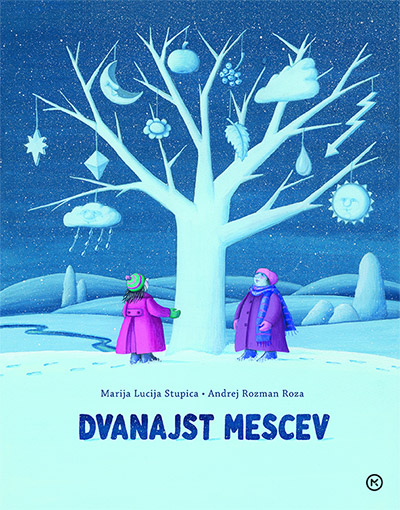 Marija Lucija Stupica • Andrej Rozman Roza
DVANAJST MESCEV